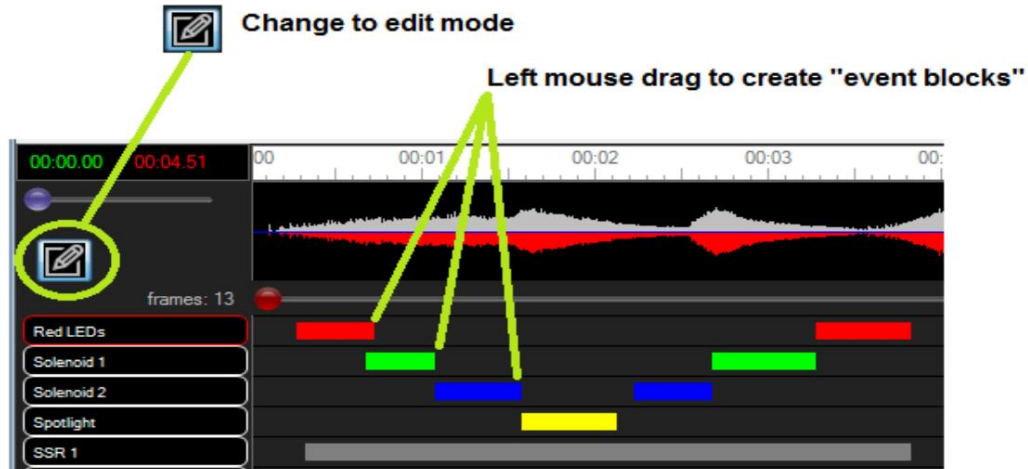 Change to edit mode
Left mouse drag to create "event blocks"
00:00.00 00:04.51 00 00:01 00:02 00:03 00:
frames: 13
Red LEDs
Solenoid 1
Solenoid 2
Spotlight
SSR 1